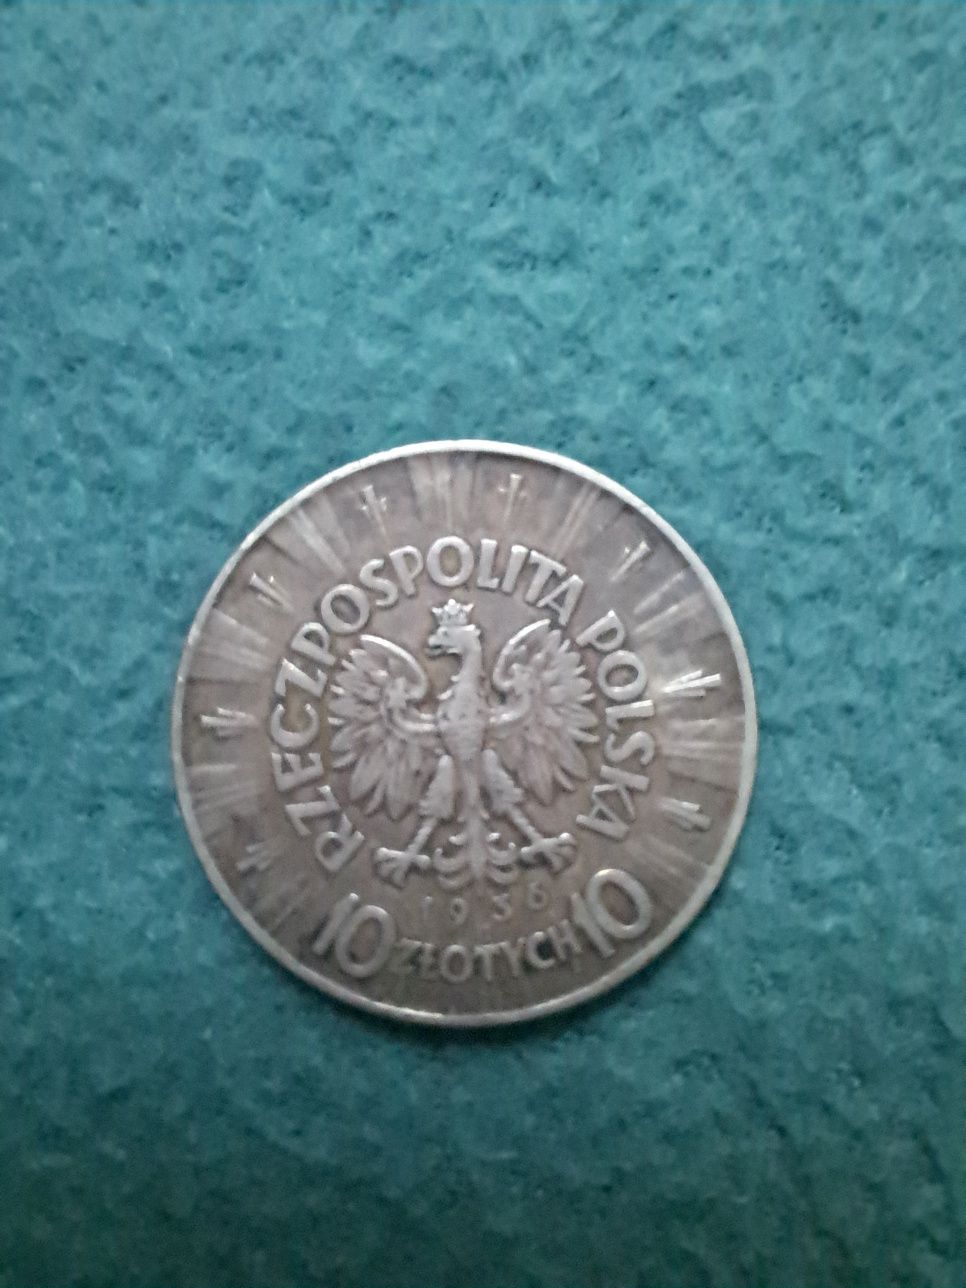 RZECZPOSPOLITA POLSKA
1936
10 ZŁOTYCH 10